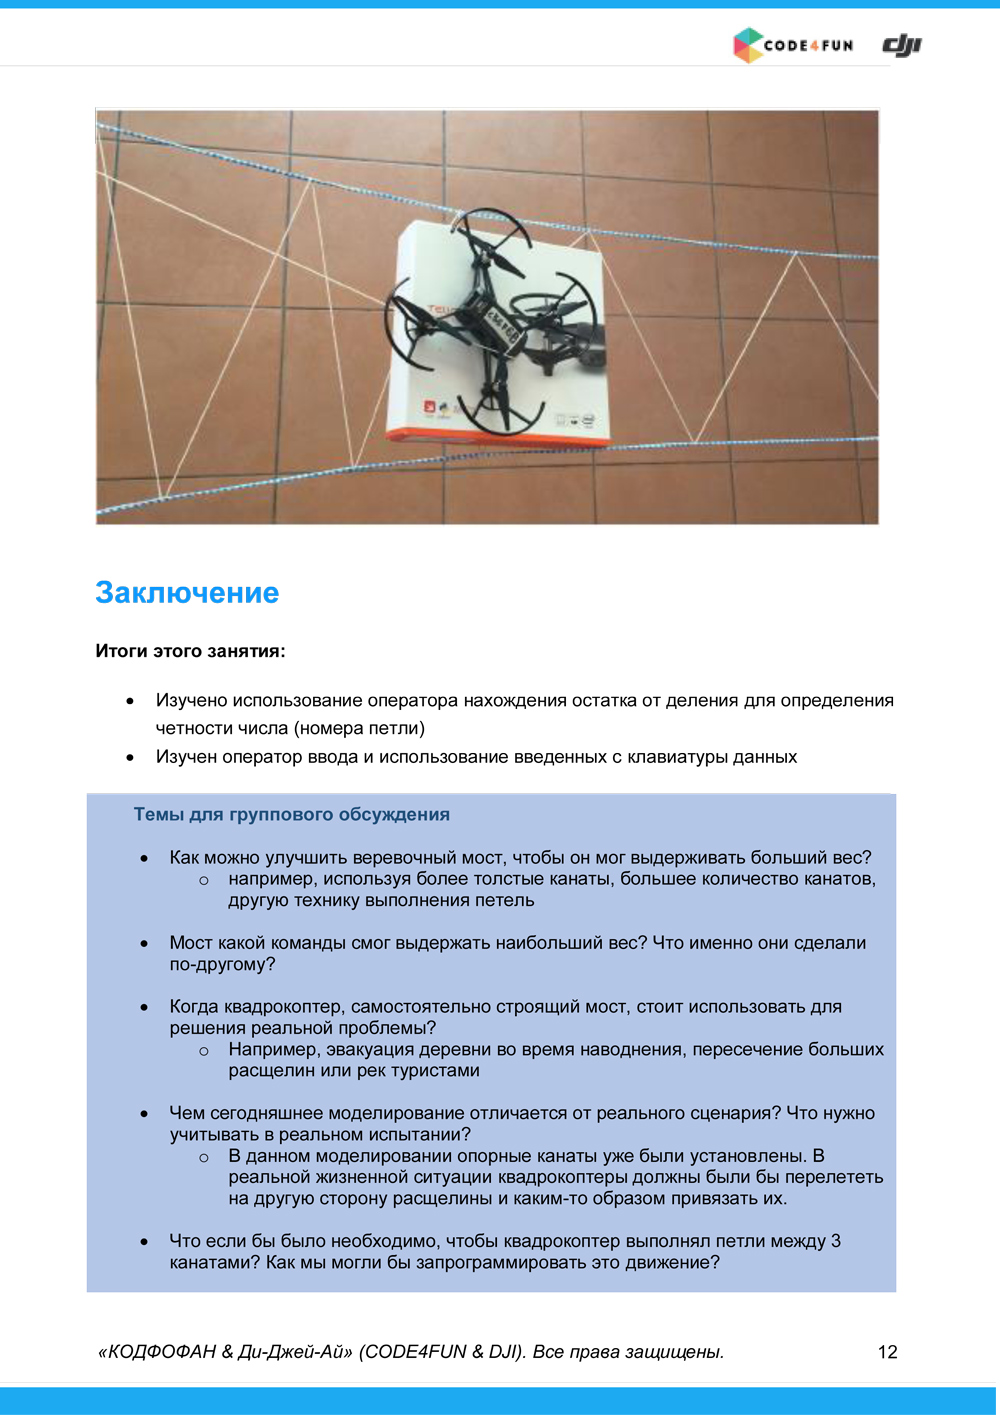 CODE4FUN dji
Заключение
Итоги этого занятия:
• Изучено использование оператора нахождения остатка от деления для определения
четности числа (номера петли)
• Изучен оператор ввода и использование введенных с клавиатуры данных
Темы для группового обсуждения
• Как можно улучшить веревочный мост, чтобы он мог выдерживать больший вес?
o например, используя более толстые канаты, большее количество канатов,
другую технику выполнения петель
• Мост какой команды смог выдержать наибольший вес? Что именно они сделали
по-другому?
• Когда квадрокоптер, самостоятельно строящий мост, стоит использовать для
решения реальной проблемы?
o Например, эвакуация деревни во время наводнения, пересечение больших
расщелин или рек туристами
• Чем сегодняшнее моделирование отличается от реального сценария? Что нужно
учитывать в реальном испытании?
o В данном моделировании опорные канаты уже были установлены. В
реальной жизненной ситуации квадрокоптеры должны были бы перелететь
на другую сторону расщелины и каким-то образом привязать их.
• Что если бы было необходимо, чтобы квадрокоптер выполнял петли между 3
канатами? Как мы могли бы запрограммировать это движение?
«КОДФОФАН & Ди-Джей-Ай» (CODE4FUN & DJI). Все права защищены. 12